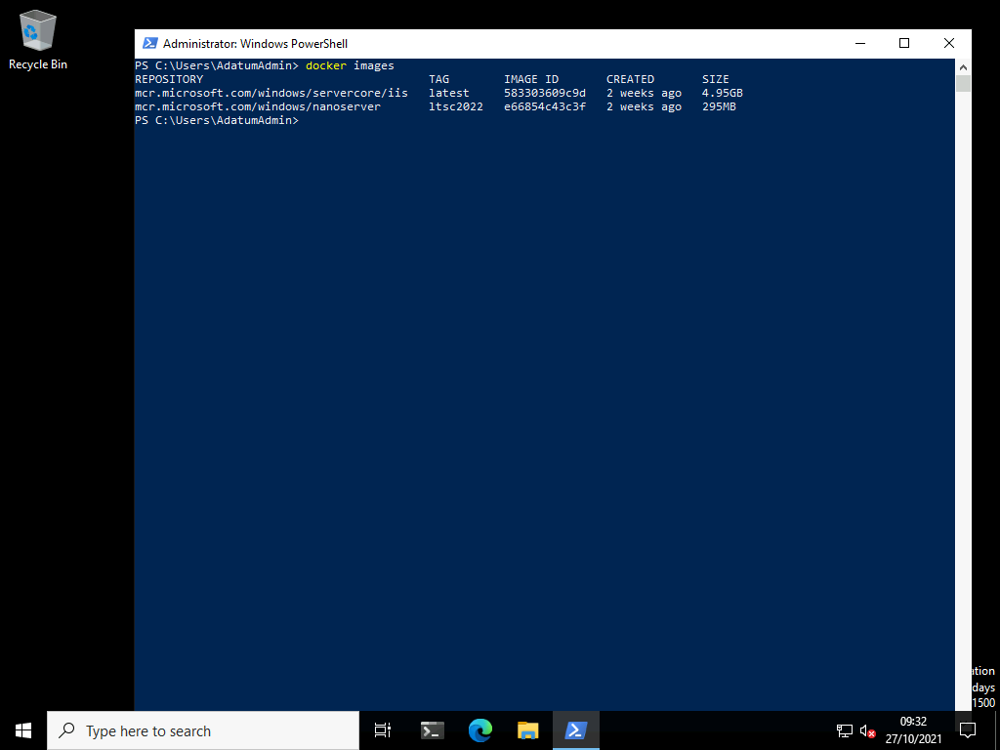 Recycle Bin
Administrator: Windows PowerShell
PS C:\Users\AdatumAdmin> docker images
REPOSITORY TAG IMAGE ID CREATED SIZE
mcr.microsoft.com/windows/servercore/iis latest 583303609c9d 2 weeks ago 4.95GB
mcr.microsoft.com/windows/nanoserver ltsc2022 e66854c43c3f 2 weeks ago 295MB
PS C:\Users\AdatumAdmin>
days
1500
Type here to search
09:32
27/10/2021